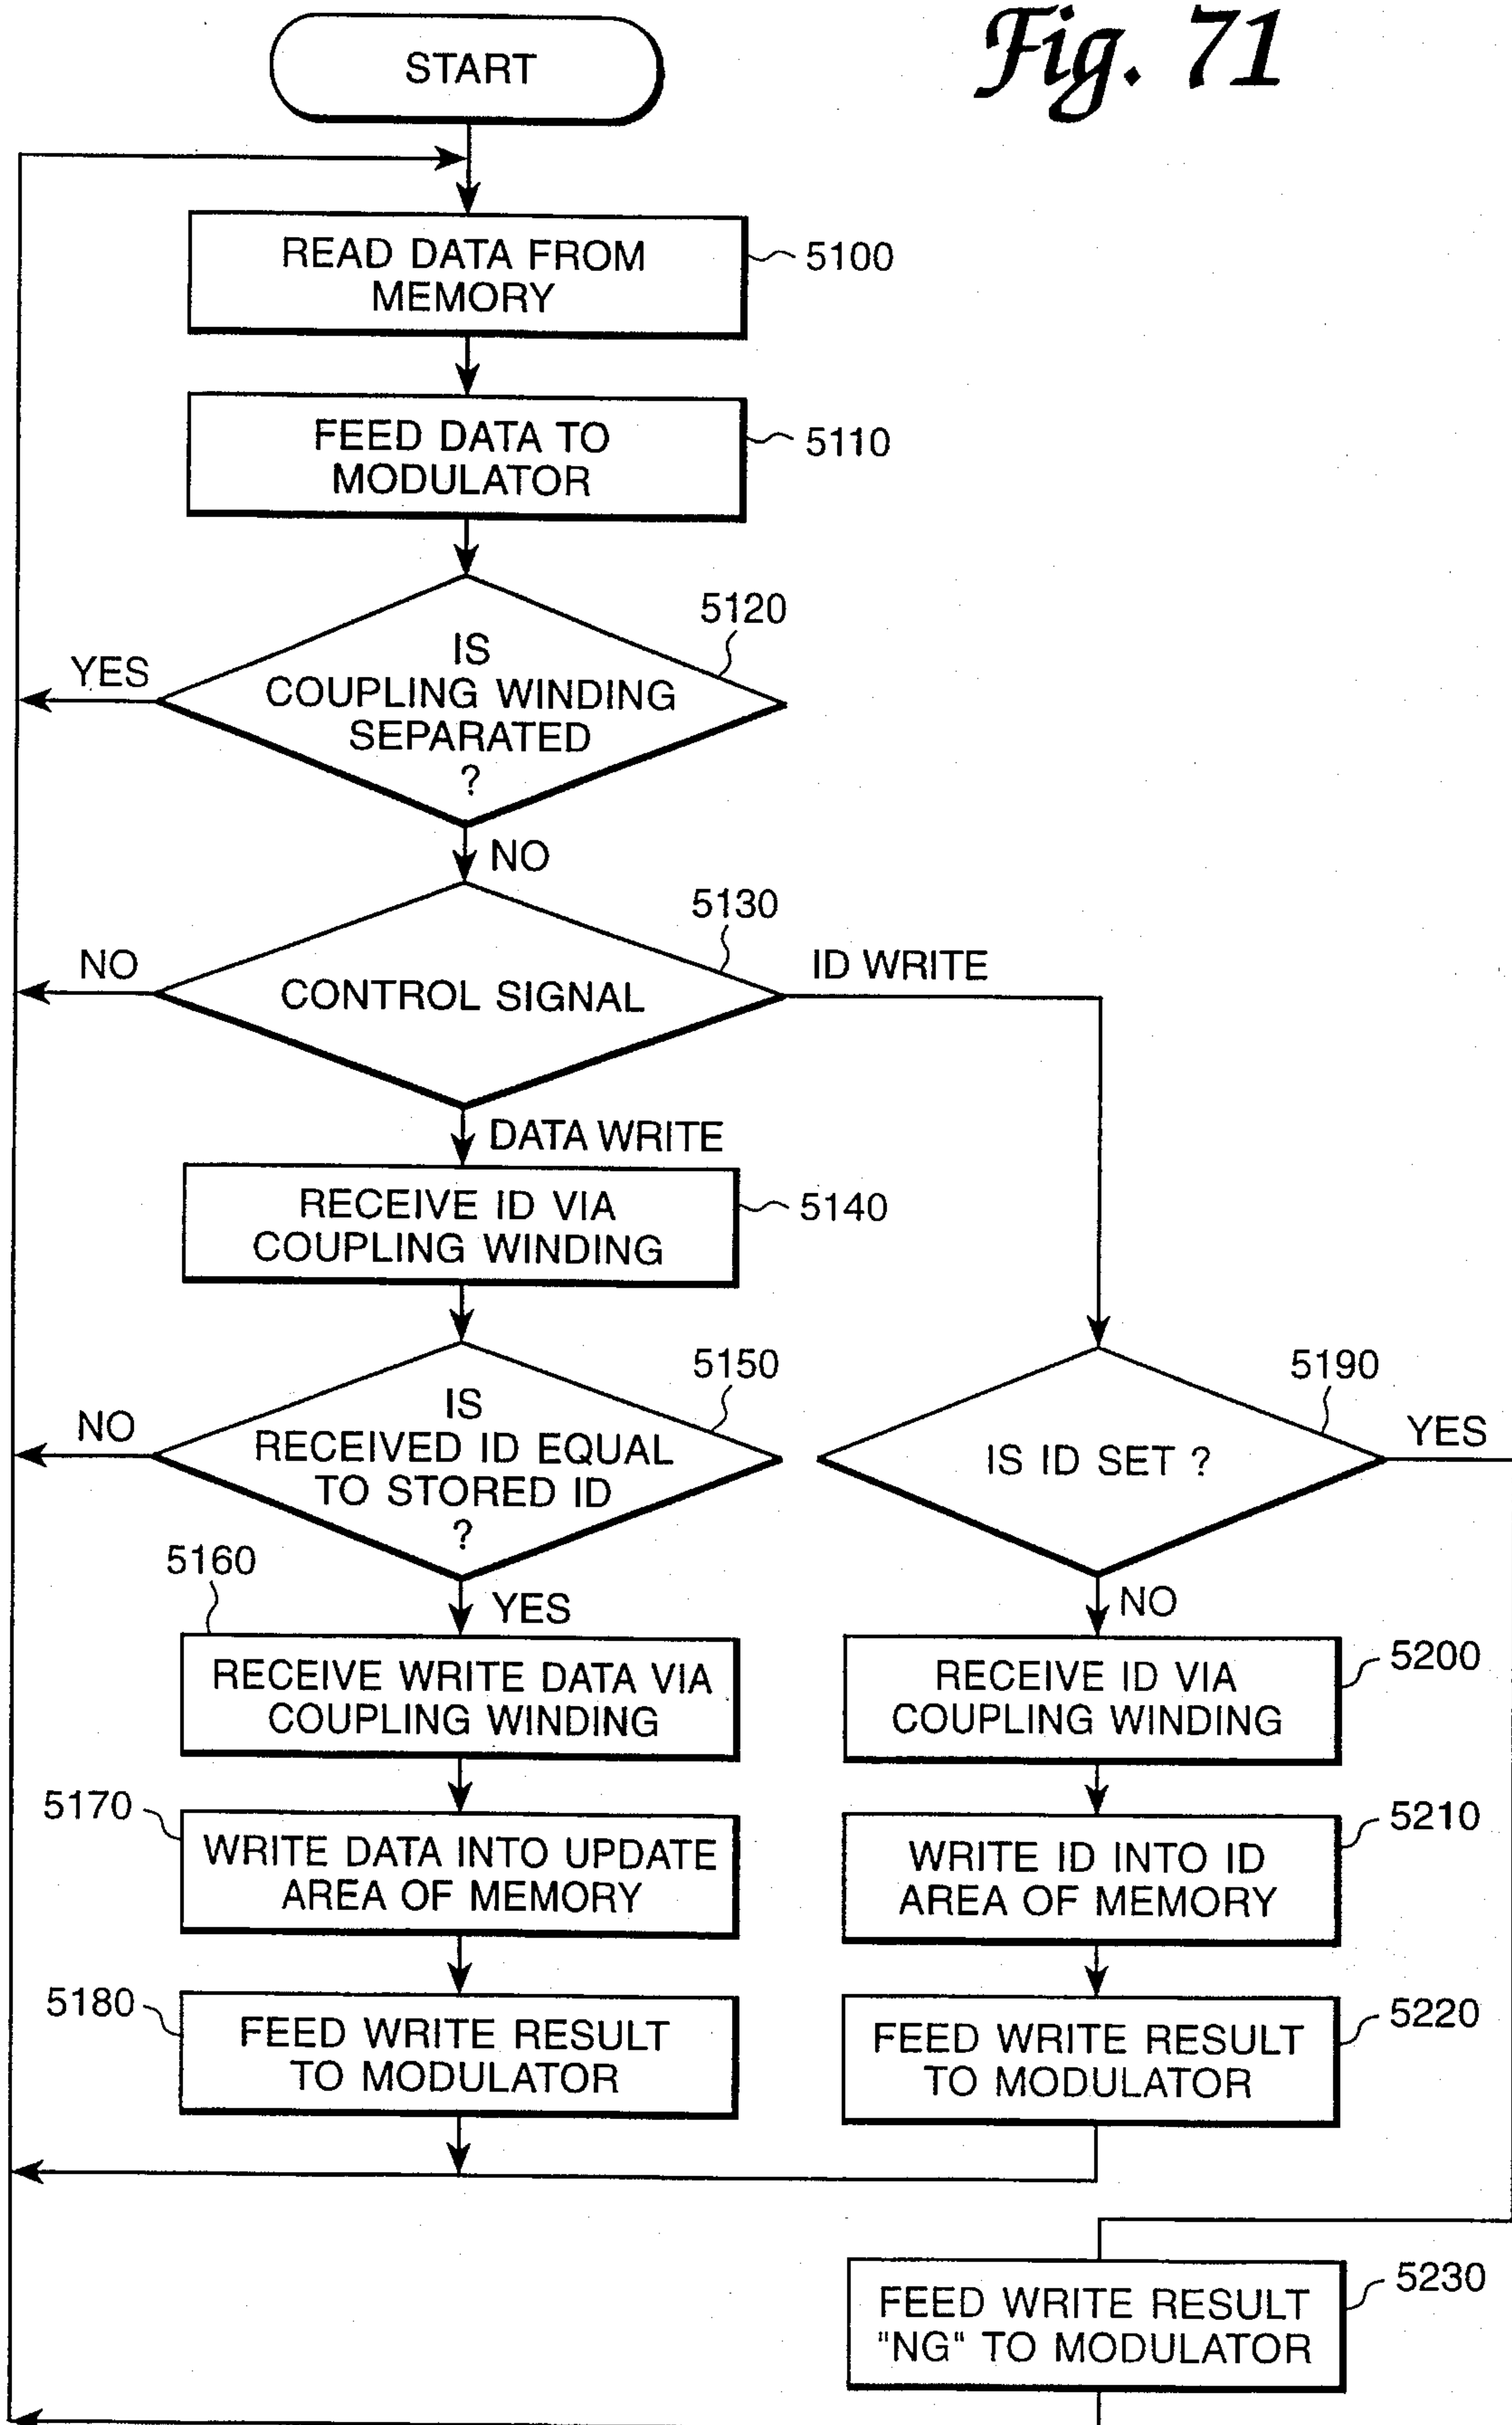 Fig. 71
START
READ DATA FROM
MEMORY
5100
FEED DATA TO
MODULATOR
5110
5120
IS
COUPLING WINDING
SEPARATED
?
YES
NO
5130
CONTROL SIGNAL
NO
ID WRITE
DATA WRITE
RECEIVE ID VIA
COUPLING WINDING
5140
5150
IS
RECEIVED ID EQUAL
TO STORED ID
?
NO
YES
5190
IS ID SET ?
YES
NO
5160
RECEIVE WRITE DATA VIA
COUPLING WINDING
5200
RECEIVE ID VIA
COUPLING WINDING
5170
WRITE DATA INTO UPDATE
AREA OF MEMORY
5210
WRITE ID INTO ID
AREA OF MEMORY
5180
FEED WRITE RESULT
TO MODULATOR
5220
FEED WRITE RESULT
TO MODULATOR
5230
FEED WRITE RESULT
"NG" TO MODULATOR